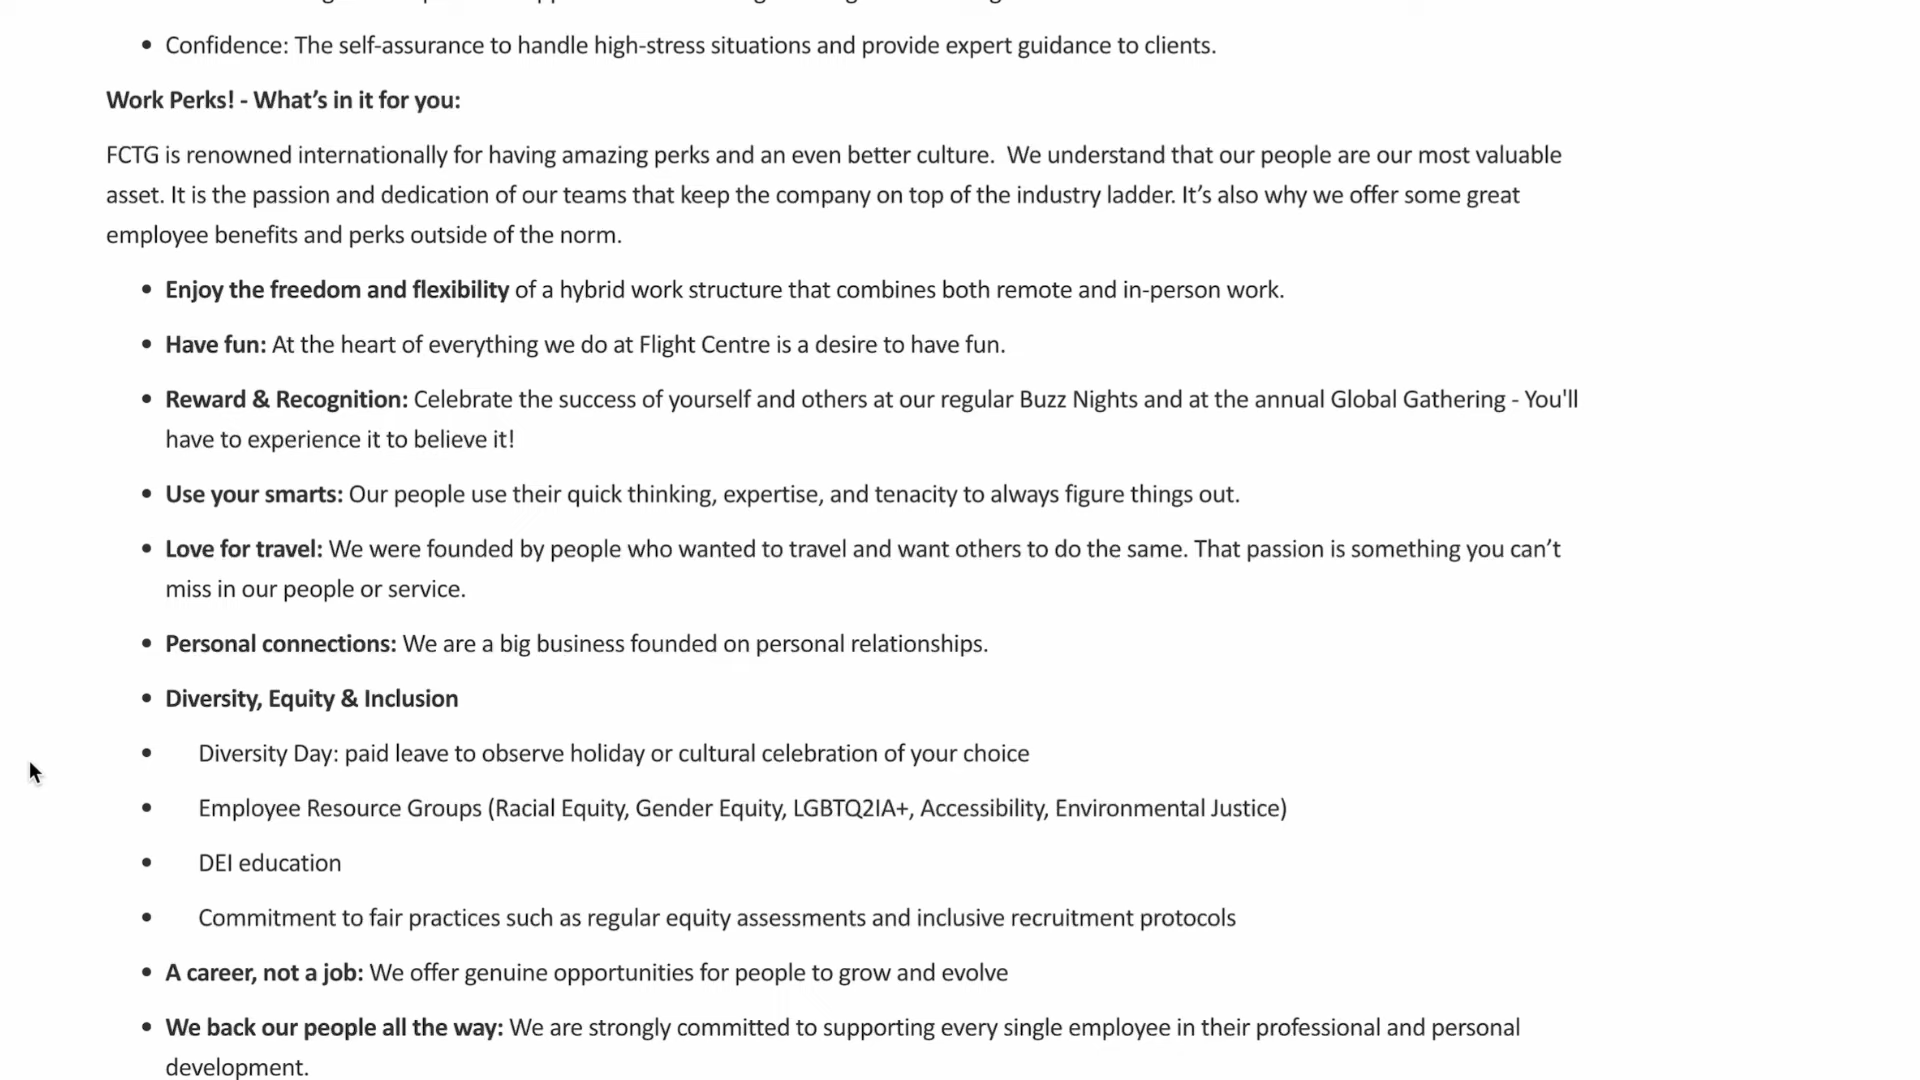 • Confidence: The self-assurance to handle high-stress situations and provide expert guidance to clients.
Work Perks! - What’s in it for you:
FCTG is renowned internationally for having amazing perks and an even better culture.  We understand that our people are our most valuable
asset. It is the passion and dedication of our teams that keep the company on top of the industry ladder. It’s also why we offer some great
employee benefits and perks outside of the norm.
• Enjoy the freedom and flexibility of a hybrid work structure that combines both remote and in-person work.
• Have fun: At the heart of everything we do at Flight Centre is a desire to have fun.
• Reward & Recognition: Celebrate the success of yourself and others at our regular Buzz Nights and at the annual Global Gathering - You'll
have to experience it to believe it!
• Use your smarts: Our people use their quick thinking, expertise, and tenacity to always figure things out.
• Love for travel: We were founded by people who wanted to travel and want others to do the same. That passion is something you can’t
miss in our people or service.
• Personal connections: We are a big business founded on personal relationships.
• Diversity, Equity & Inclusion
• Diversity Day: paid leave to observe holiday or cultural celebration of your choice
• Employee Resource Groups (Racial Equity, Gender Equity, LGBTQ2IA+, Accessibility, Environmental Justice)
• DEI education
• Commitment to fair practices such as regular equity assessments and inclusive recruitment protocols
• A career, not a job: We offer genuine opportunities for people to grow and evolve
• We back our people all the way: We are strongly committed to supporting every single employee in their professional and personal
development.